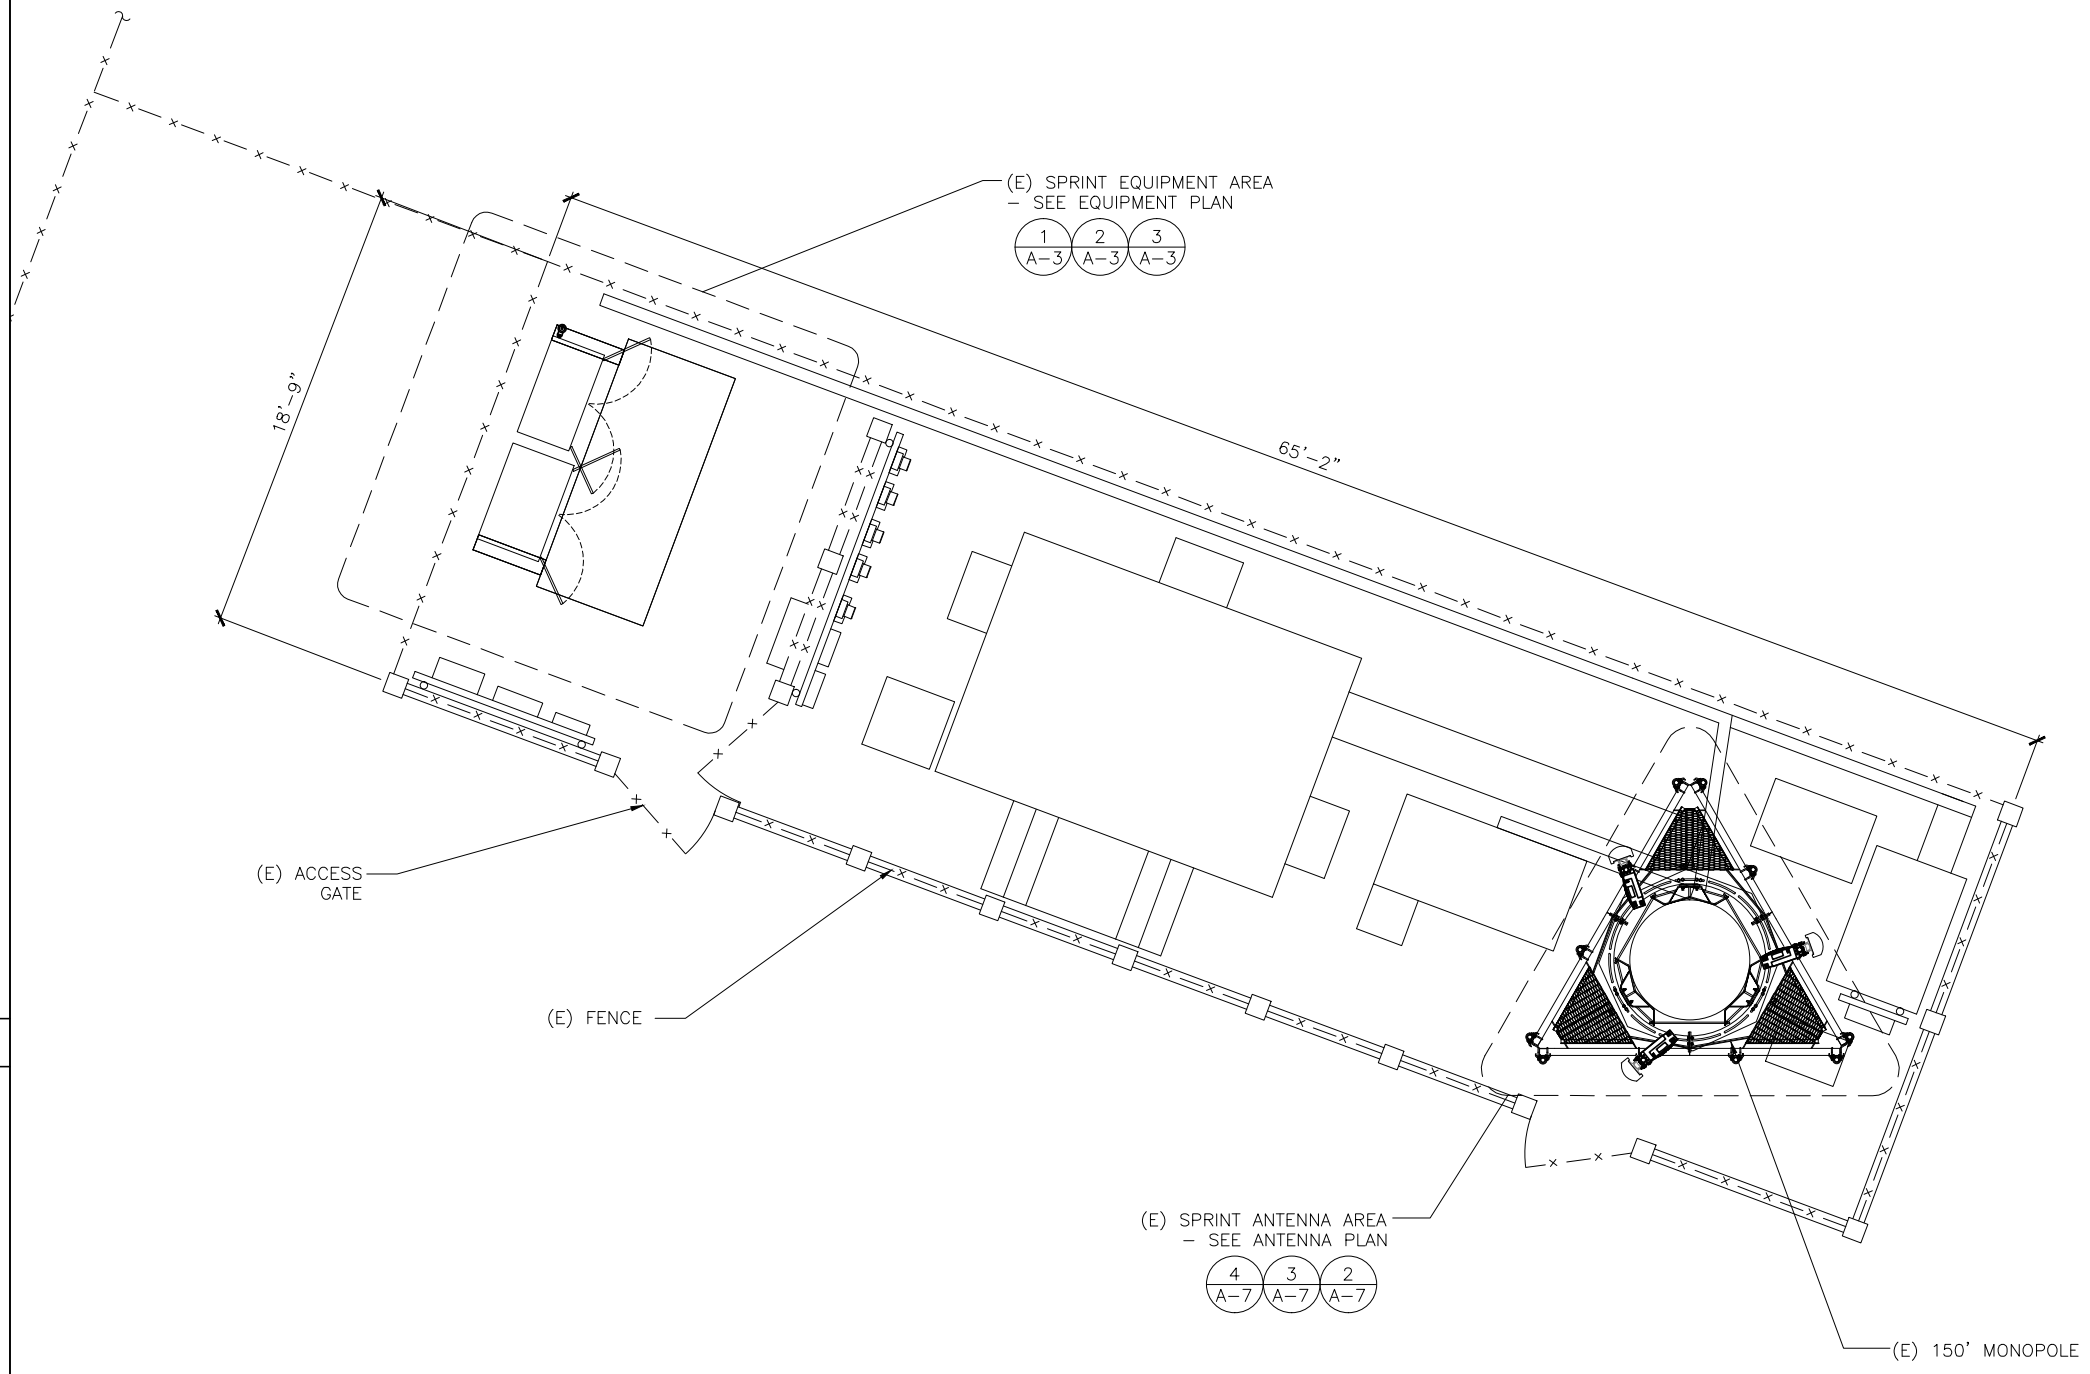 (E) SPRINT EQUIPMENT AREA
– SEE EQUIPMENT PLAN
1 2 3
A–3 A–3 A–3
18'–9"
65'–2"
(E) ACCESS
GATE
(E) FENCE
(E) SPRINT ANTENNA AREA
– SEE ANTENNA PLAN
4 3 2
A–7 A–7 A–7
(E) 150' MONOPOLE